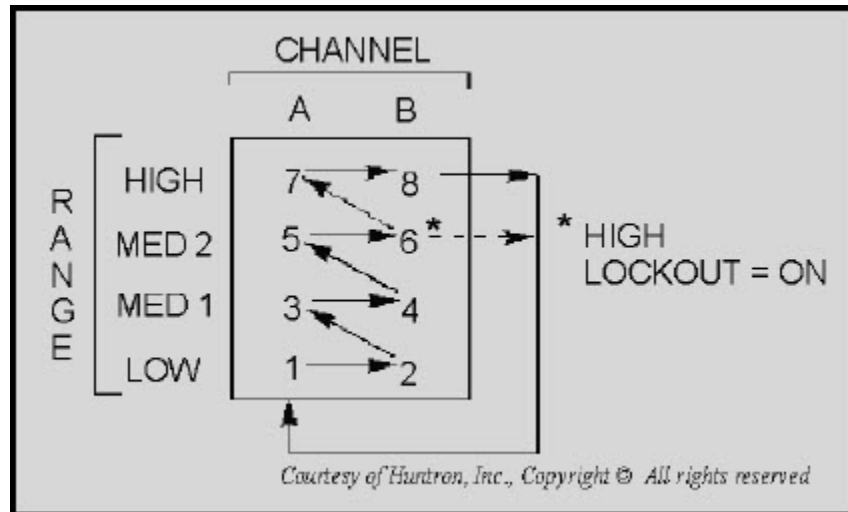 CHANNEL
A B
RANGE
HIGH 7 8
MED 2 5 6* * HIGH
LOCKOUT = ON
MED 1 3 4
LOW 1 2
Courtesy of Huntron, Inc., Copyright © All rights reserved